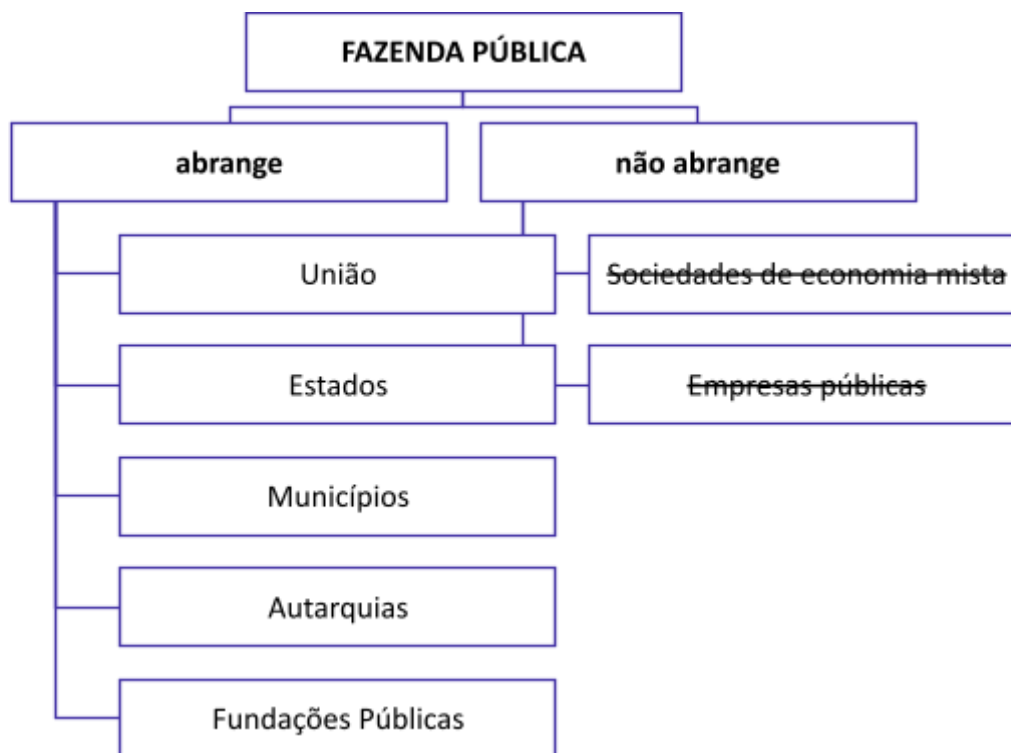 FAZENDA PÚBLICA
abrange
não abrange
União
Sociedades de economia mista
Estados
Empresas públicas
Municípios
Autarquias
Fundações Públicas